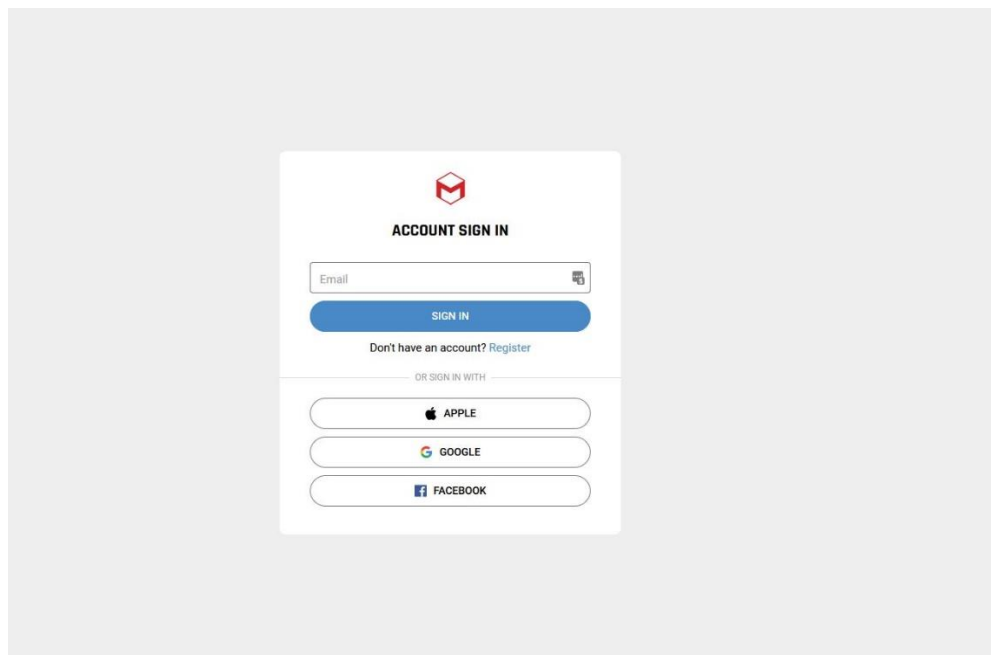 ACCOUNT SIGN IN
Email
SIGN IN
Don't have an account? Register
OR SIGN IN WITH
APPLE
GOOGLE
FACEBOOK